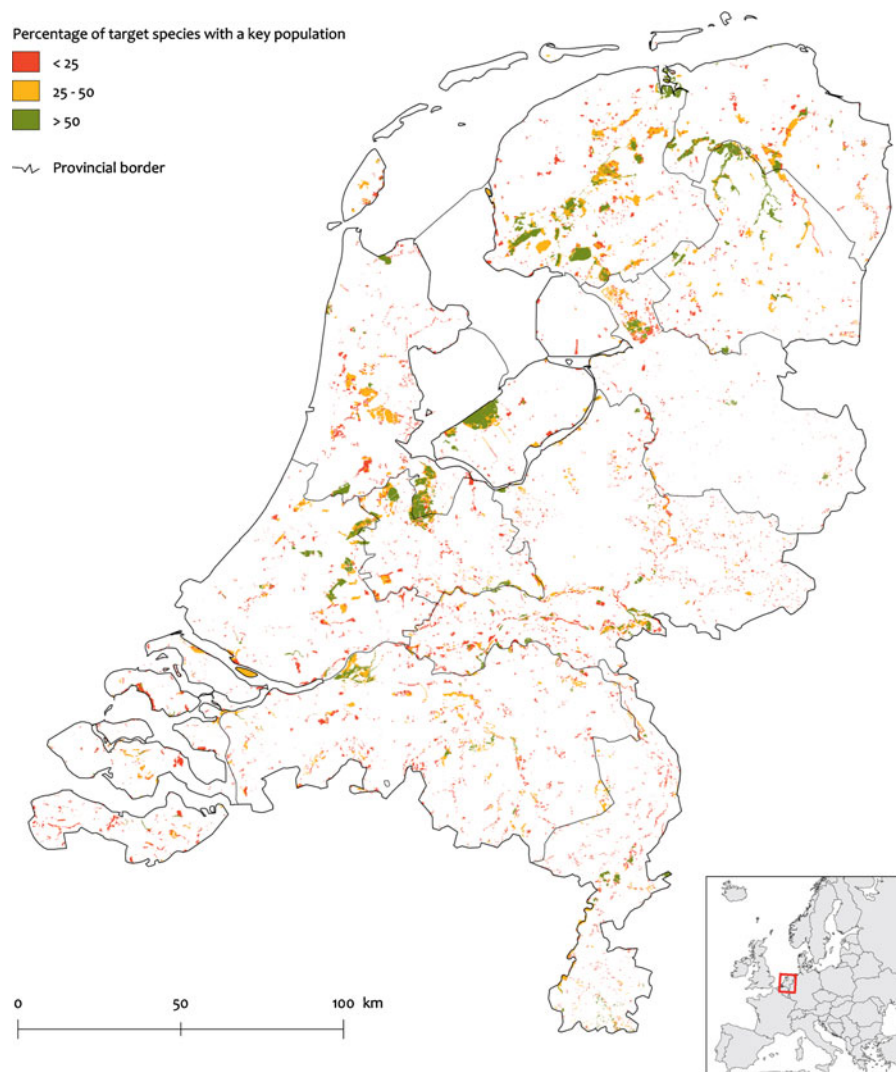 Percentage of target species with a key population
< 25
25 - 50
> 50
Provincial border
0 50 100 km